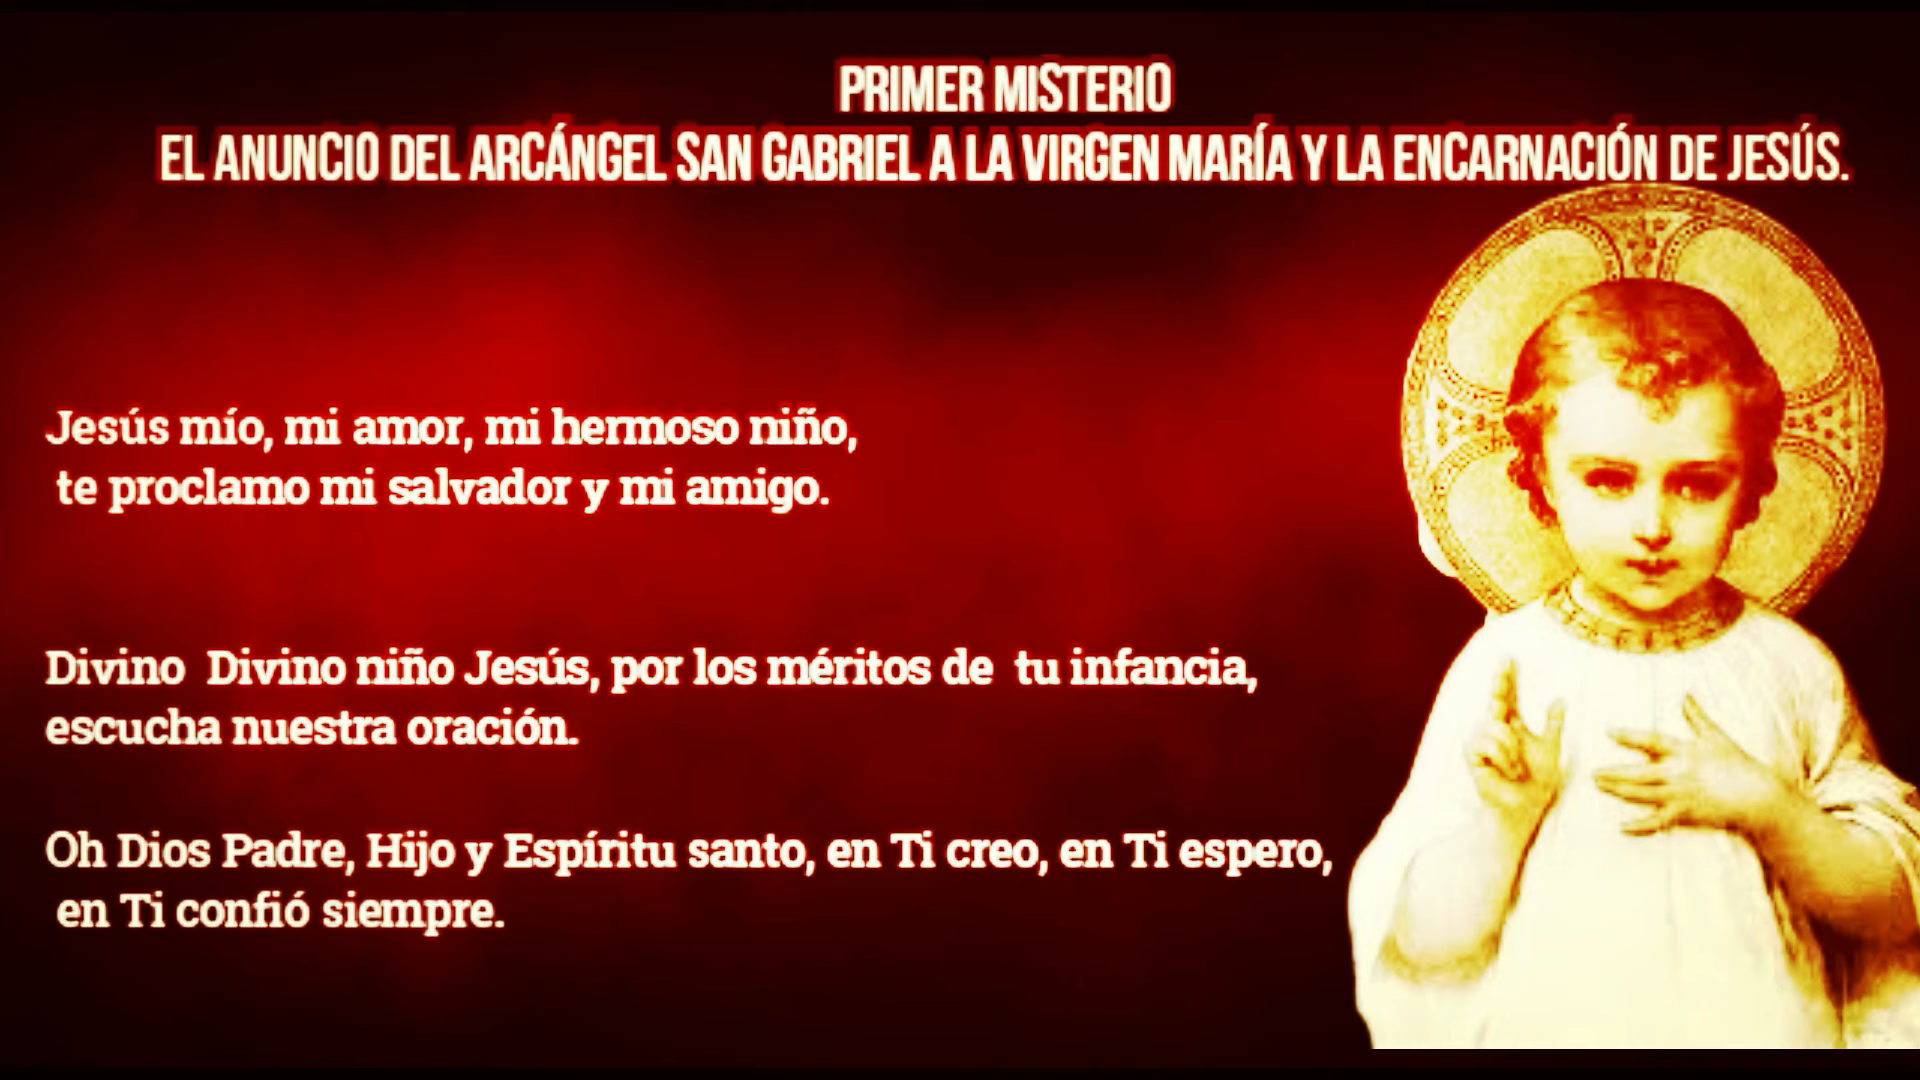 PRIMER MISTERIO
EL ANUNCIO DEL ARCÁNGEL SAN GABRIEL A LA VIRGEN MARÍA Y LA ENCARNACIÓN DE JESÚS.
Jesús mío, mi amor, mi hermoso niño,
te proclamo mi salvador y mi amigo.
Divino Divino niño Jesús, por los méritos de tu infancia,
escucha nuestra oración.
Oh Dios Padre, Hijo y Espíritu santo, en Ti creo, en Ti espero,
en Ti confió siempre.